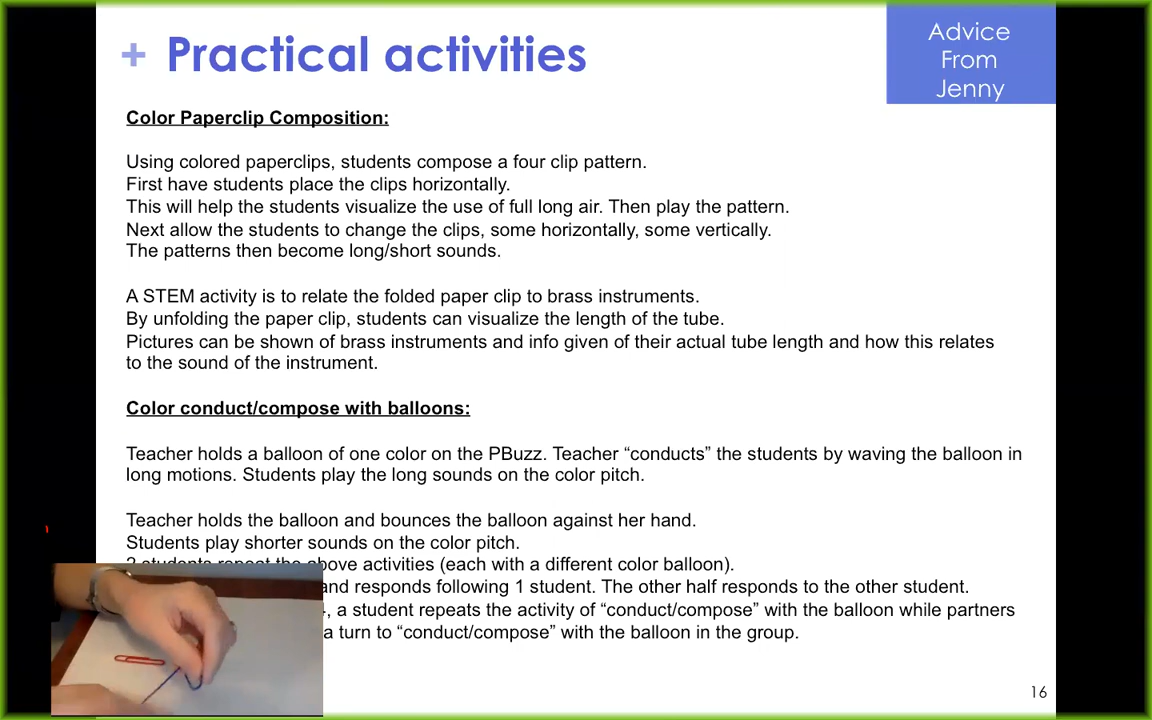 + Practical activities
Advice
From
Jenny
Color Paperclip Composition:
Using colored paperclips, students compose a four clip pattern.
First have students place the clips horizontally.
This will help the students visualize the use of full long air. Then play the pattern.
Next allow the students to change the clips, some horizontally, some vertically.
The patterns then become long/short sounds.
A STEM activity is to relate the folded paper clip to brass instruments.
By unfolding the paper clip, students can visualize the length of the tube.
Pictures can be shown of brass instruments and info given of their actual tube length and how this relates
to the sound of the instrument.
Color conduct/compose with balloons:
Teacher holds a balloon of one color on the PBuzz. Teacher “conducts” the students by waving the balloon in
long motions. Students play the long sounds on the color pitch.
Teacher holds the balloon and bounces the balloon against her hand.
Students play shorter sounds on the color pitch.
2 students repeat the above activities (each with a different color balloon).
and responds following 1 student. The other half responds to the other student.
, a student repeats the activity of “conduct/compose” with the balloon while partners
a turn to “conduct/compose” with the balloon in the group.
16